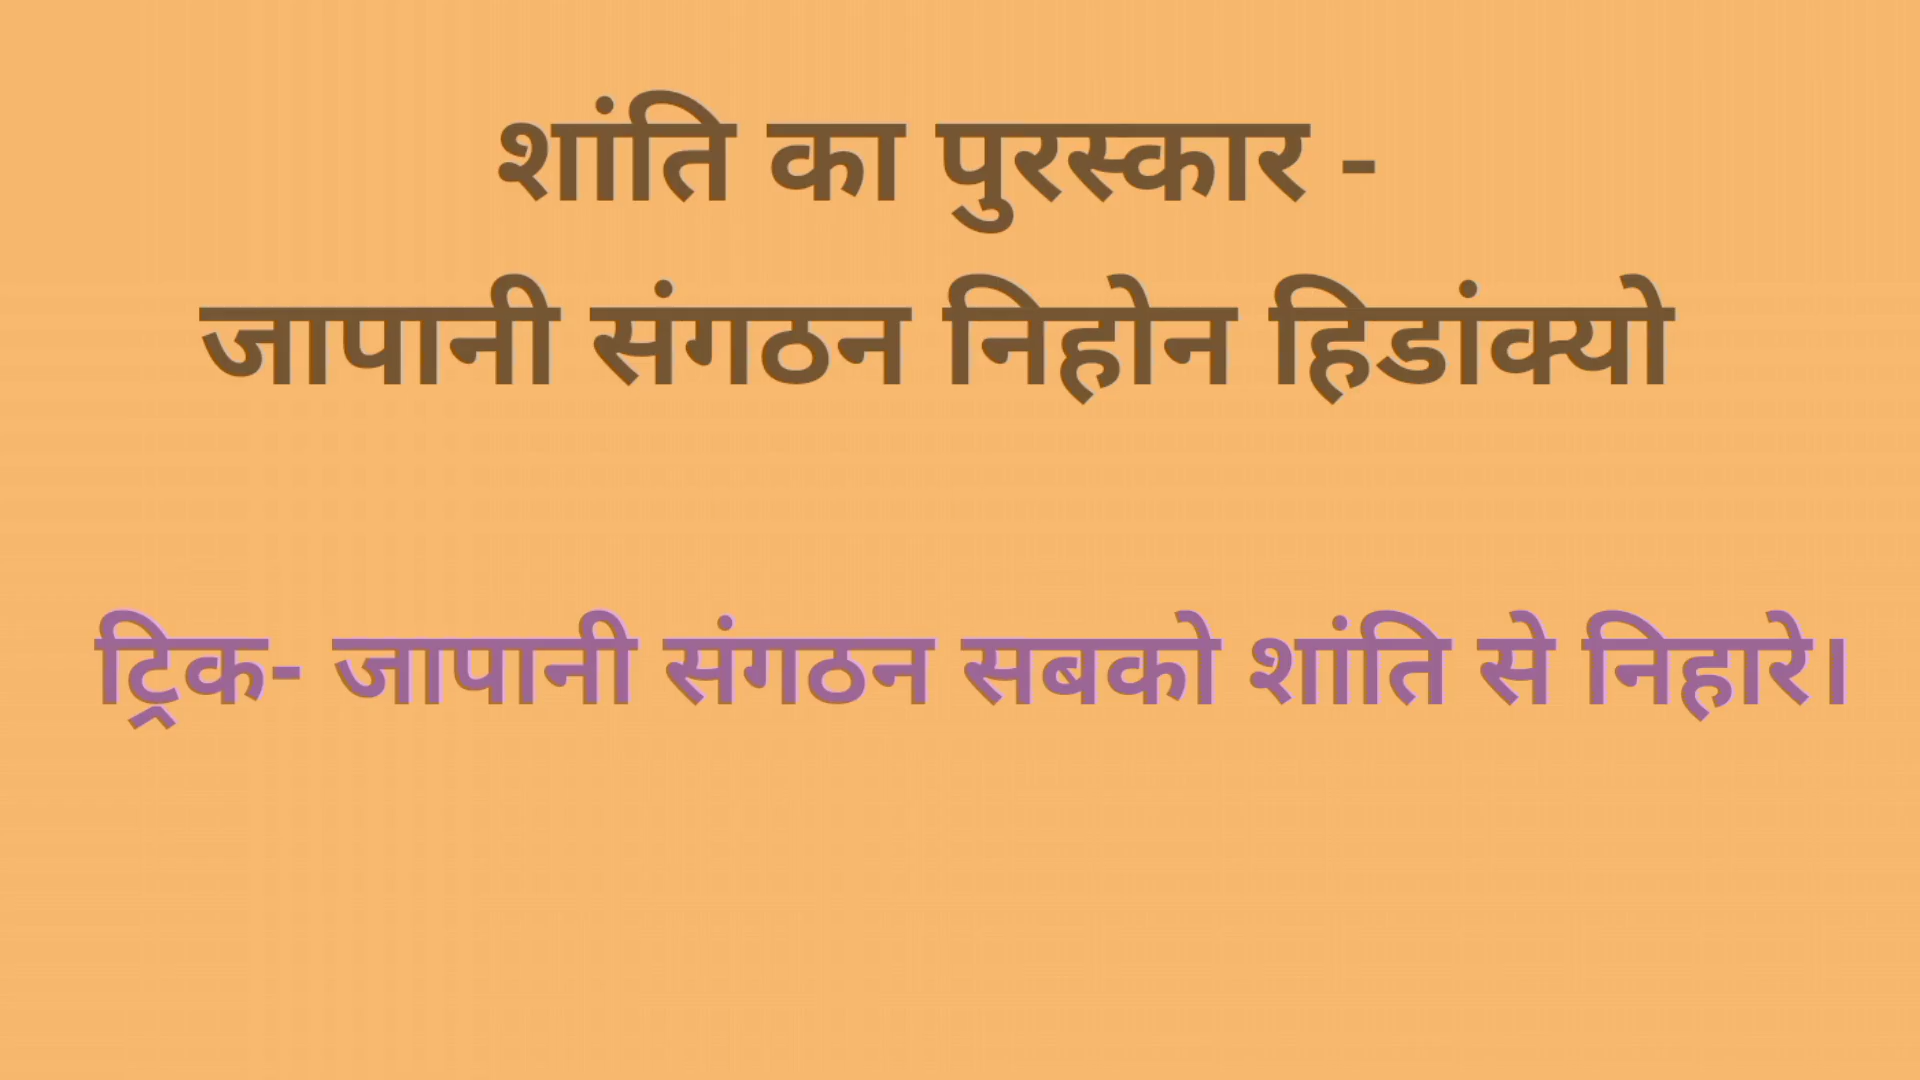 शांति का पुरस्कार -
जापानी संगठन निहोन हिडांक्यो
ट्रिक- जापानी संगठन सबको शांति से निहारे।